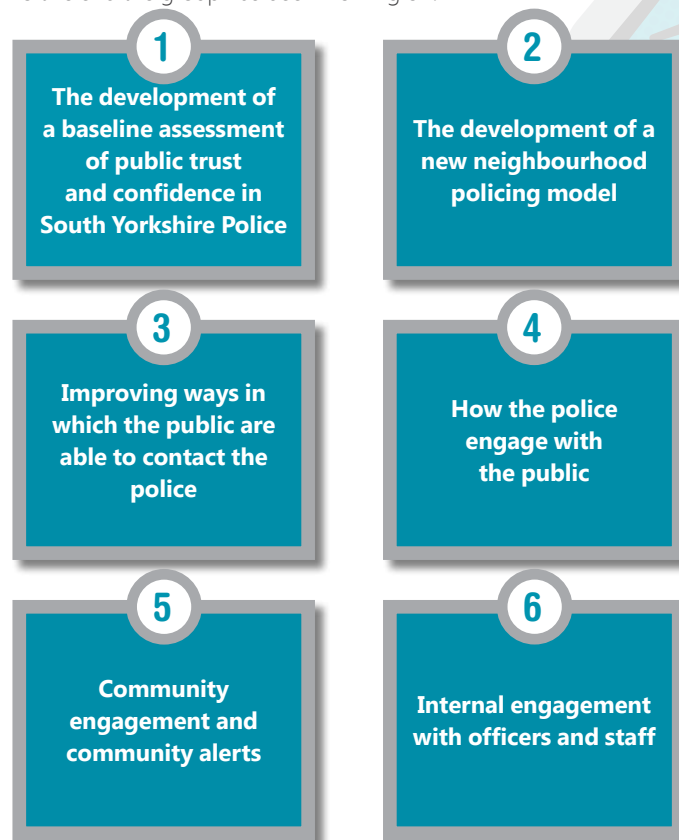 1
The development of
a baseline assessment
of public trust
and confidence in
South Yorkshire Police
2
The development of a
new neighbourhood
policing model
3
Improving ways in
which the public are
able to contact the
police
4
How the police
engage with
the public
5
Community
engagement and
community alerts
6
Internal engagement
with officers and staff